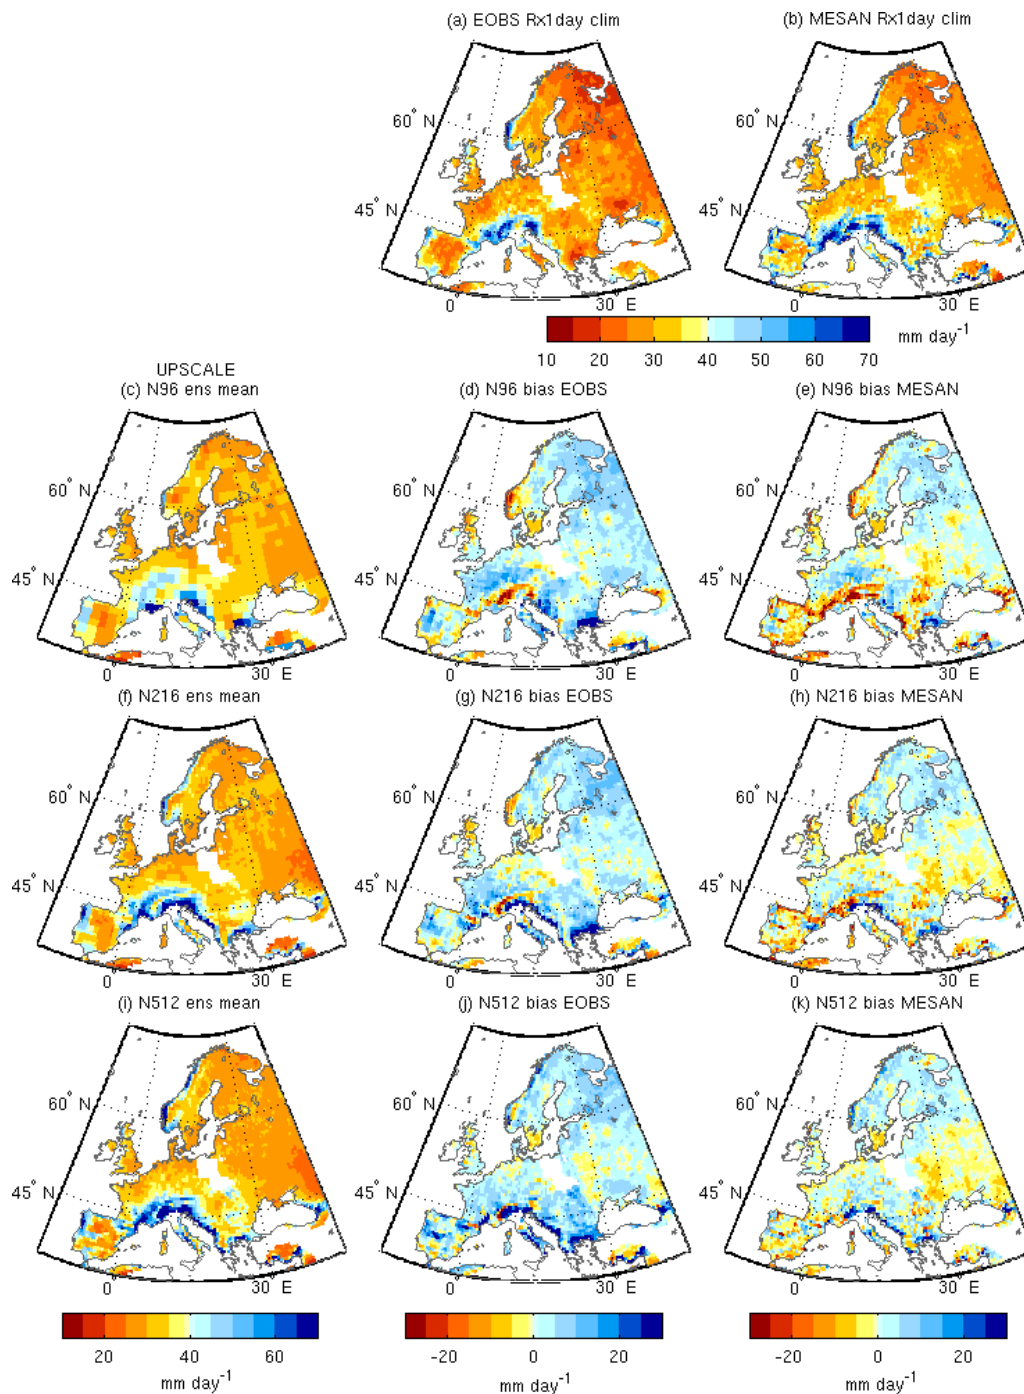 (a) EOBS Rx1day clim
(b) MESAN Rx1day clim
60° N
60° N
45° N
45° N
0°
30° E
0°
30° E
10 20 30 40 50 60 70
mm day⁻¹
UPSCALE
(c) N96 ens mean
(d) N96 bias EOBS
(e) N96 bias MESAN
60° N
60° N
60° N
45° N
45° N
45° N
0°
30° E
0°
30° E
0°
30° E
(f) N216 ens mean
(g) N216 bias EOBS
(h) N216 bias MESAN
60° N
60° N
60° N
45° N
45° N
45° N
0°
30° E
0°
30° E
0°
30° E
(i) N512 ens mean
(j) N512 bias EOBS
(k) N512 bias MESAN
60° N
60° N
60° N
45° N
45° N
45° N
0°
30° E
0°
30° E
0°
30° E
20 40 60
-20 0 20
-20 0 20
mm day⁻¹
mm day⁻¹
mm day⁻¹